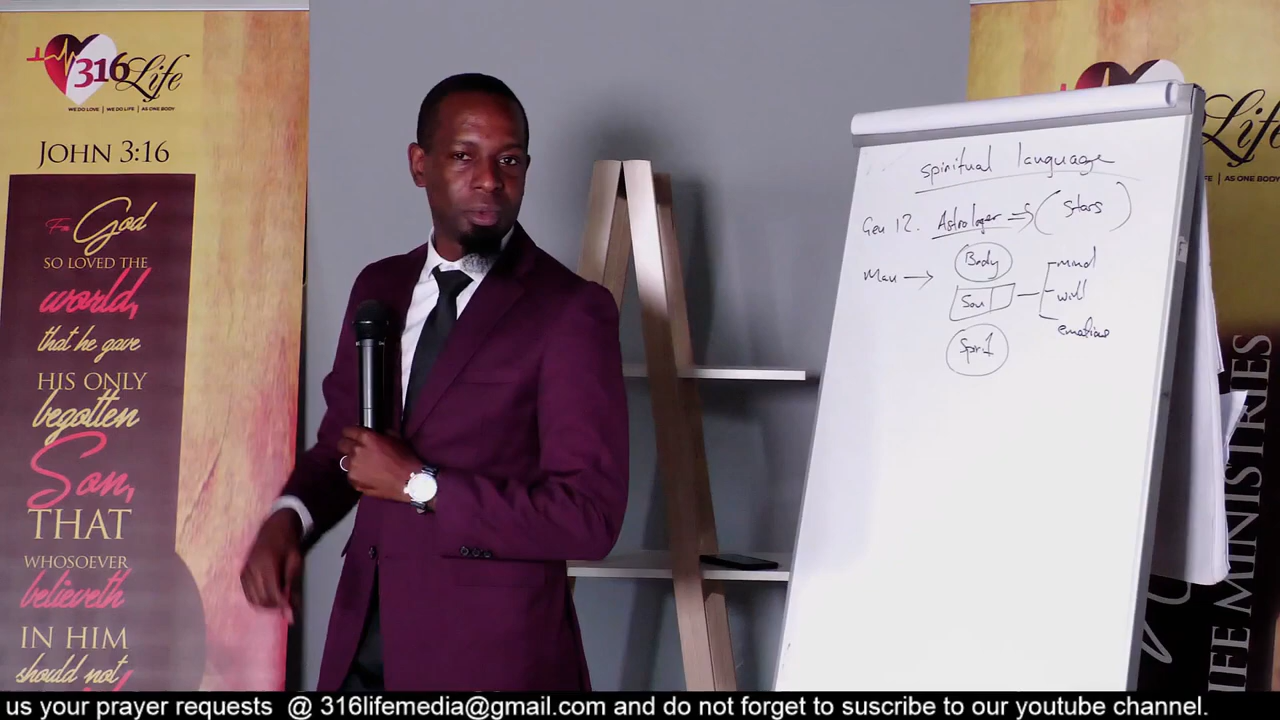 316 Life
WE DO LOVE | WE DO LIFE | AS ONE BODY
JOHN 3:16
For God
SO LOVED THE
world,
that he gave
HIS ONLY
begotten
Son,
THAT
WHOSOEVER
believeth
IN HIM
should not
spiritual language
Gen 12. Astrologer ⇒ (Stars)
Man → Body
Soul
Spirit
mind
will
emotions
Life
FE | AS ONE BODY
IFE MINISTRIES
us your prayer requests @ 316lifemedia@gmail.com and do not forget to suscribe to our youtube channel.